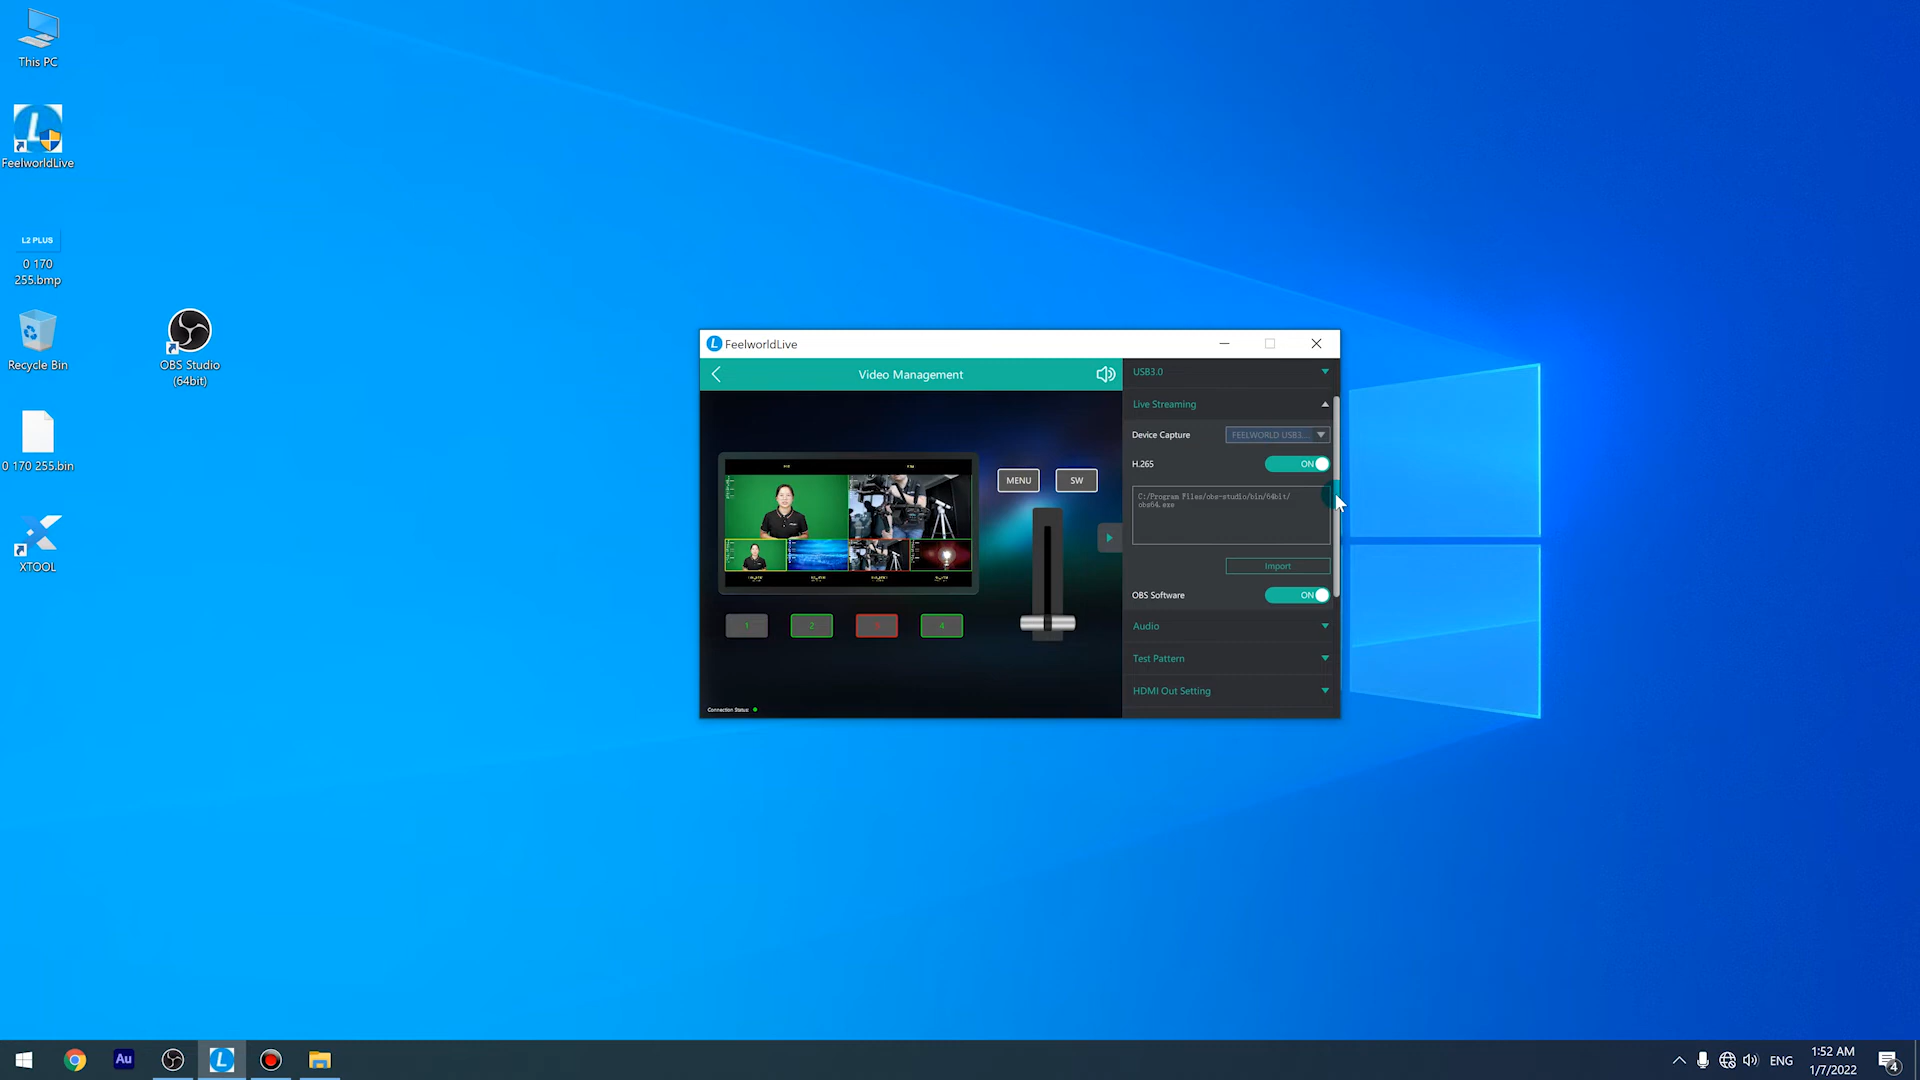 This PC
FeelworldLive
L2 PLUS
0 170
255.bmp
Recycle Bin
OBS Studio
(64bit)
0 170 255.bin
XTOOL
FeelworldLive
Video Management
MENU
SW
1
2
4
Connection Status:
USB3.0
Live Streaming
Device Capture
FEELWORLD USB3...
H.265
ON
C:/Program Files/obs-studio/bin/64bit/
obs64.exe
Import
OBS Software
ON
Audio
Test Pattern
HDMI Out Setting
Au
ENG
1:52 AM
1/7/2022
4